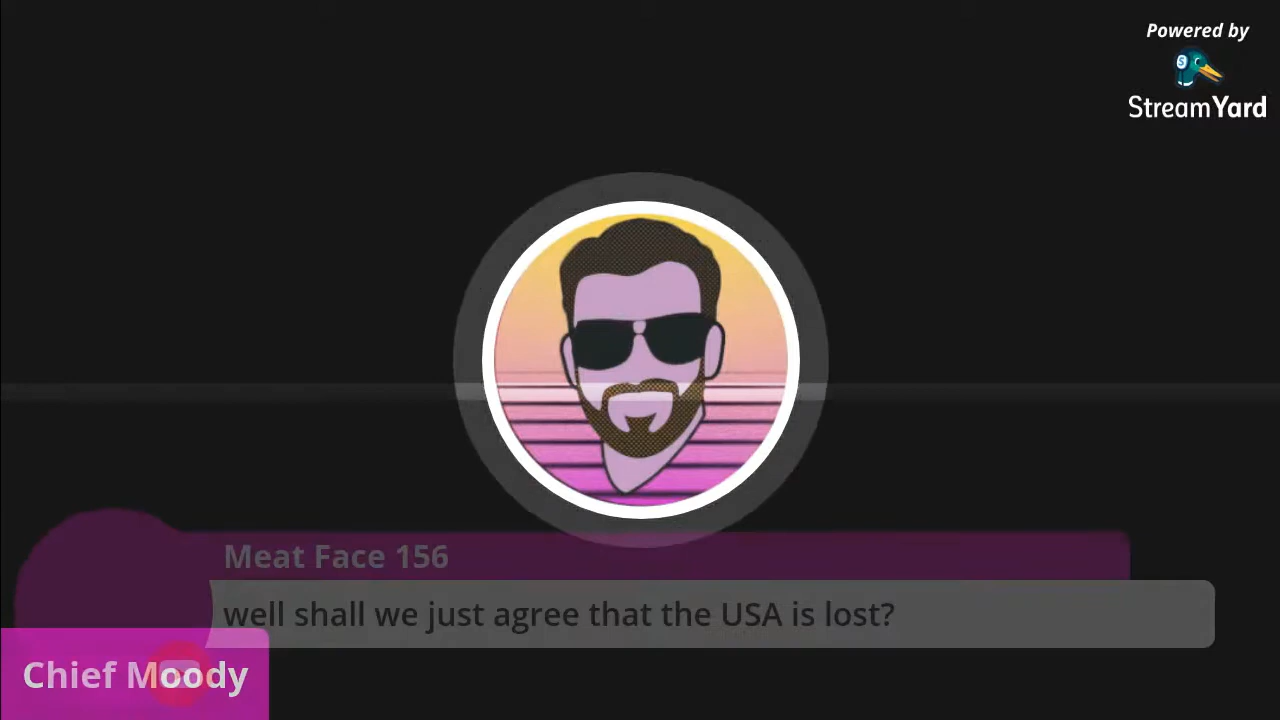 Powered by
StreamYard
Meat Face 156
well shall we just agree that the USA is lost?
Chief Moody